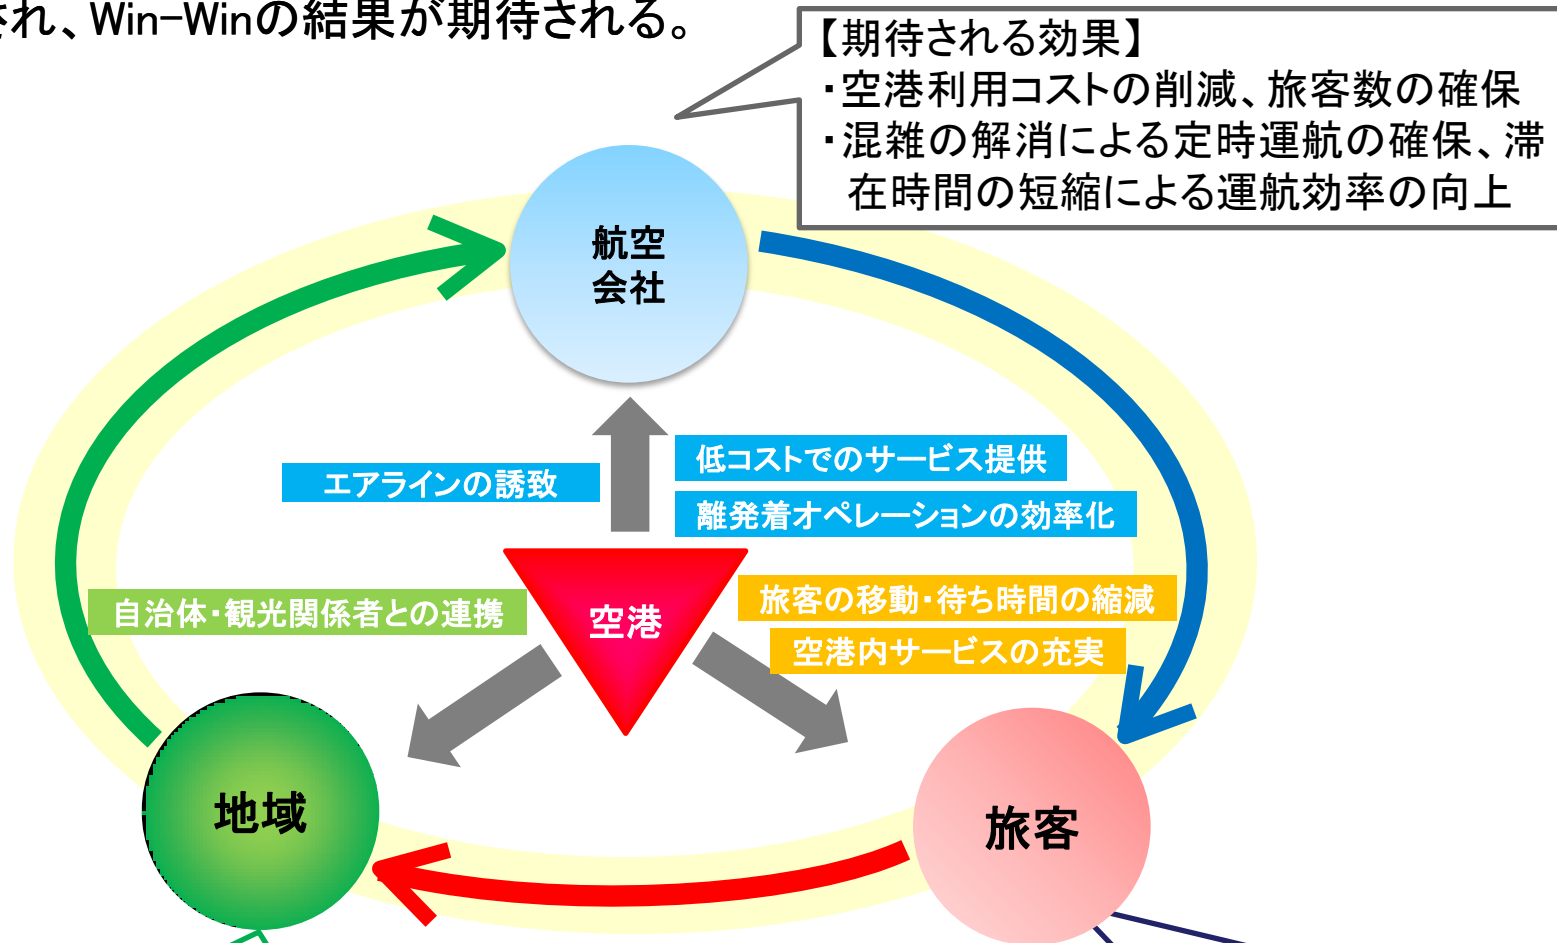 され、Win-Winの結果が期待される。
【期待される効果】
・空港利用コストの削減、旅客数の確保
・混雑の解消による定時運航の確保、滞
在時間の短縮による運航効率の向上
航空
会社
エアラインの誘致
低コストでのサービス提供
離発着オペレーションの効率化
自治体・観光関係者との連携
空港
旅客の移動・待ち時間の縮減
空港内サービスの充実
地域
旅客